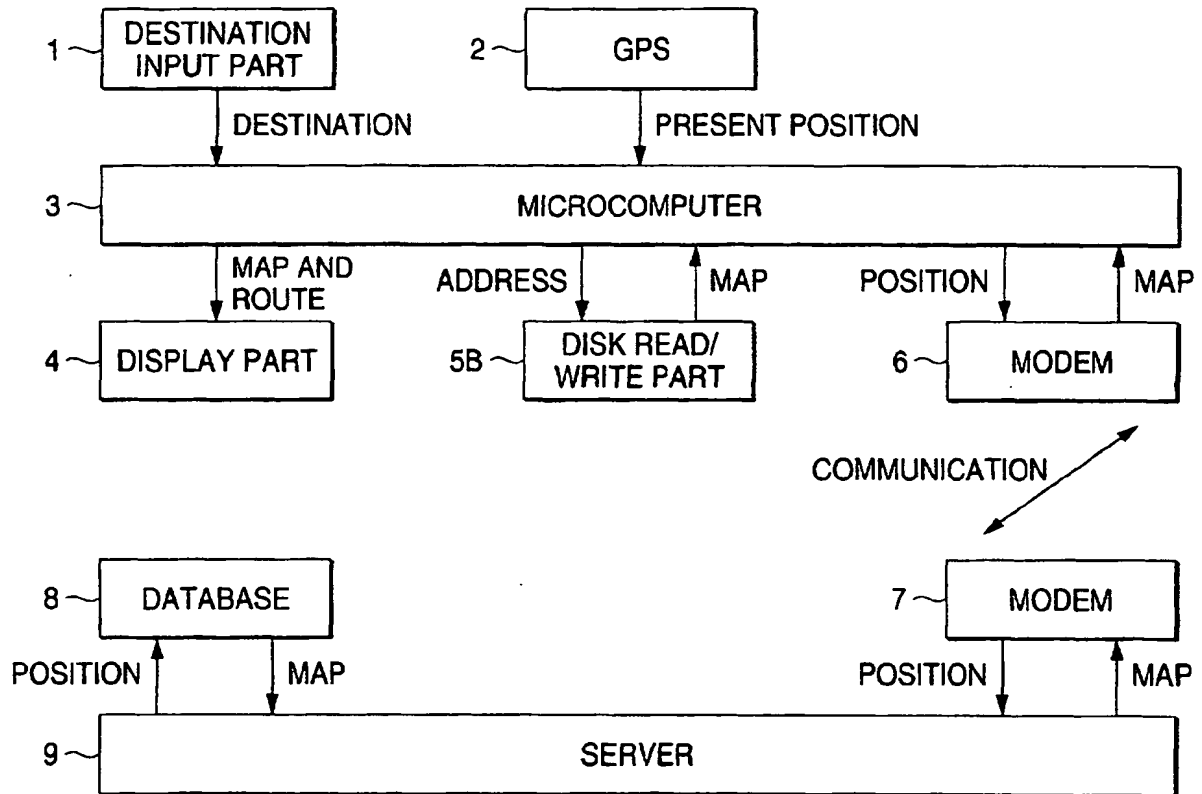 1
DESTINATION
INPUT PART
2
GPS
DESTINATION
PRESENT POSITION
3
MICROCOMPUTER
MAP AND
ROUTE
ADDRESS
MAP
POSITION
MAP
4
DISPLAY PART
5B
DISK READ/
WRITE PART
6
MODEM
COMMUNICATION
8
DATABASE
7
MODEM
POSITION
MAP
POSITION
MAP
9
SERVER